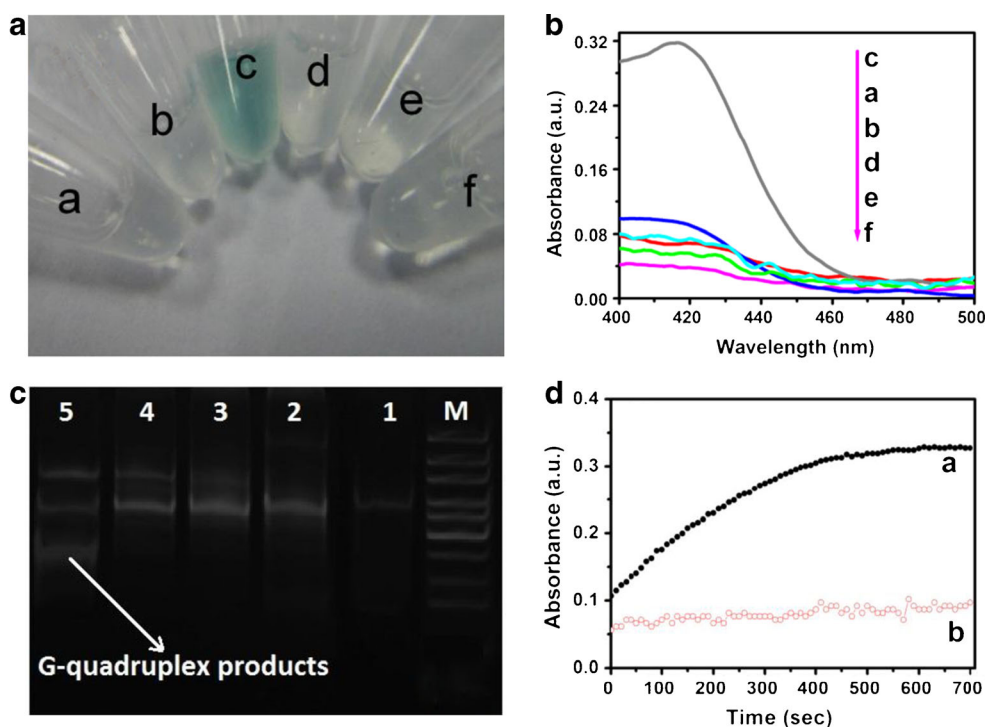 a
a
b
c
d
e
f
b
0.32
0.24
0.16
0.08
0.00
Absorbance (a.u.)
400 420 440 460 480 500
Wavelength (nm)
c
a
b
d
e
f
c
5 4 3 2 1 M
G-quadruplex products
d
0.4
0.3
0.2
0.1
0.0
Absorbance (a.u.)
0 100 200 300 400 500 600 700
Time (sec)
a
b